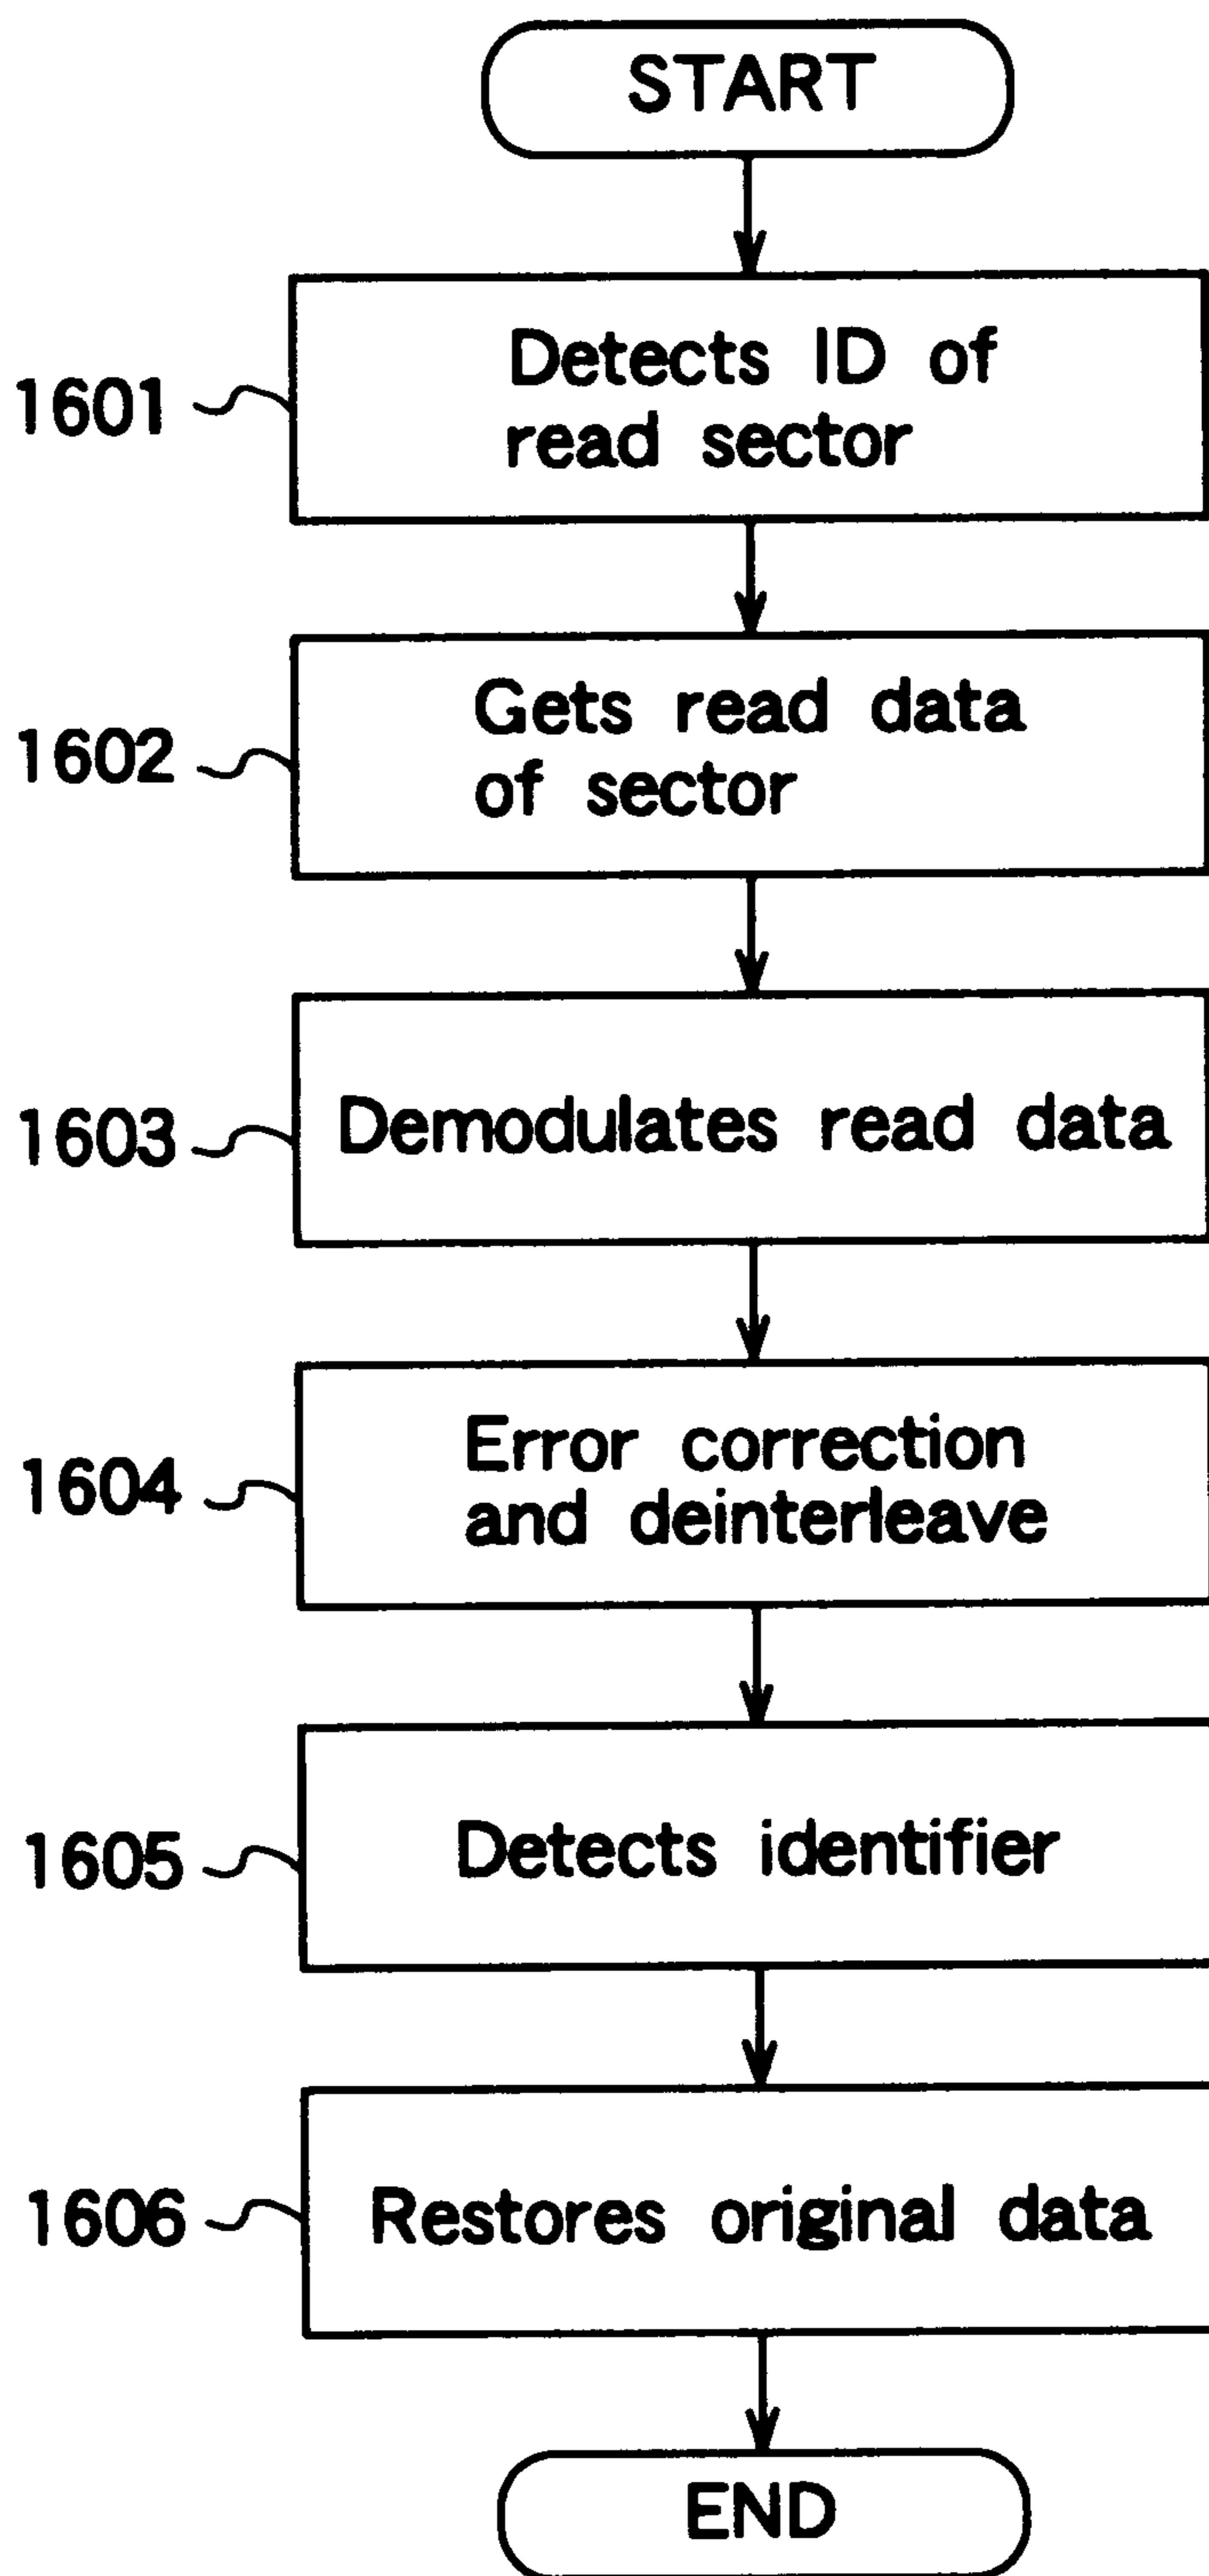 START
1601
Detects ID of
read sector
1602
Gets read data
of sector
1603
Demodulates read data
1604
Error correction
and deinterleave
1605
Detects identifier
1606
Restores original data
END